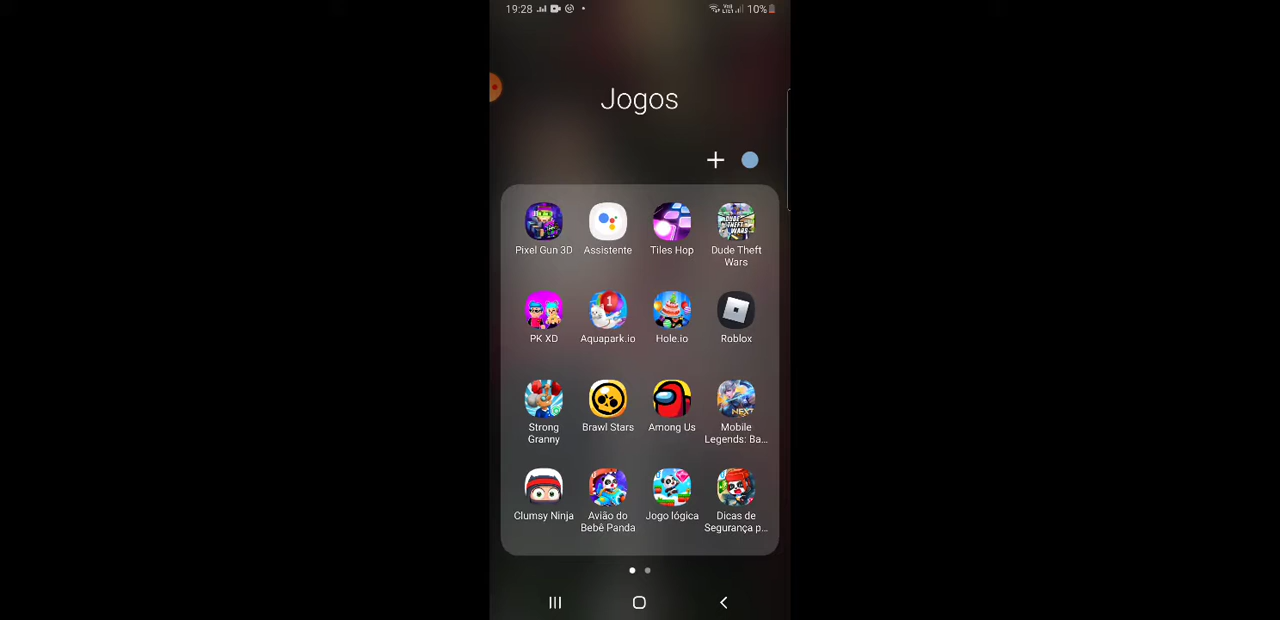 19:28 10%
Jogos
Pixel Gun 3D Assistente Tiles Hop Dude Theft
Wars
PK XD Aquapark.io Hole.io Roblox
Strong Brawl Stars Among Us Mobile
Granny Legends: Ba...
Clumsy Ninja Avião do Jogo lógica Dicas de
Bebê Panda Segurança p...